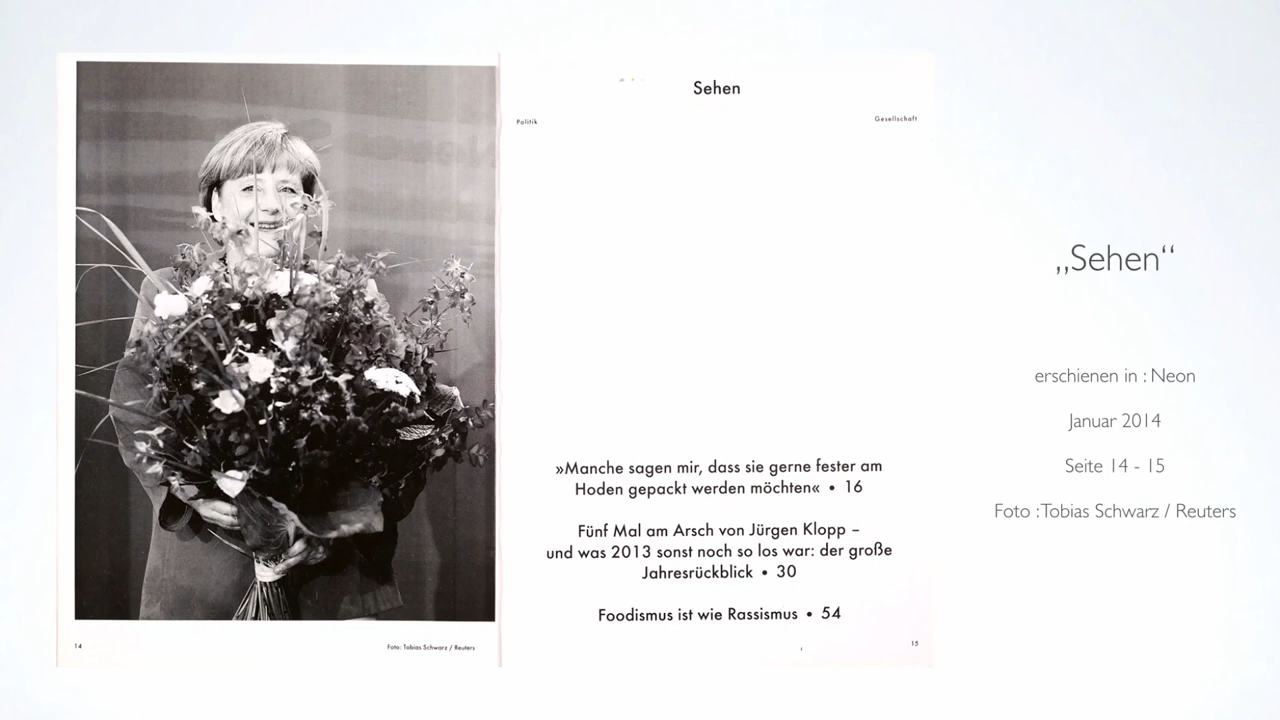 Sehen
Politik
Gesellschaft
»Manche sagen mir, dass sie gerne fester am
Hoden gepackt werden möchten« • 16
Fünf Mal am Arsch von Jürgen Klopp –
und was 2013 sonst noch so los war: der große
Jahresrückblick • 30
Foodismus ist wie Rassismus • 54
14
Foto: Tobias Schwarz / Reuters
15
„Sehen“
erschienen in : Neon
Januar 2014
Seite 14 - 15
Foto : Tobias Schwarz / Reuters